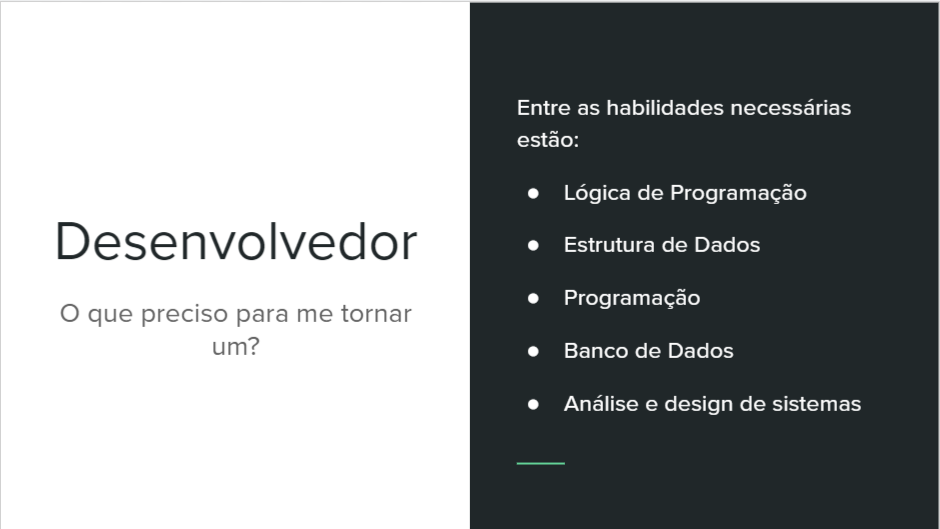 Desenvolvedor
O que preciso para me tornar
um?
Entre as habilidades necessárias
estão:
● Lógica de Programação
● Estrutura de Dados
● Programação
● Banco de Dados
● Análise e design de sistemas